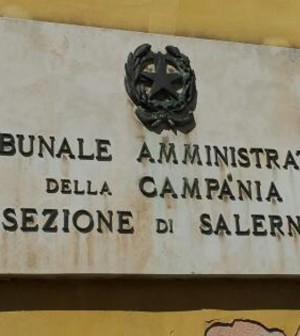 BUNALE AMMINISTRAT
DELLA CAMPANIA
SEZIONE DI SALERN